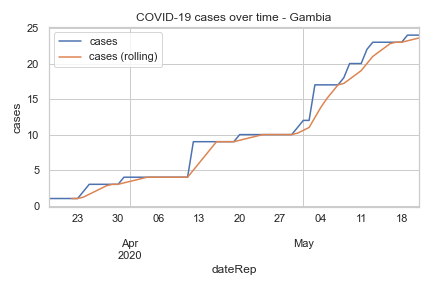 COVID-19 cases over time - Gambia
25
20
15
10
5
0
cases
cases
cases (rolling)
23 30 06 13 20 27 04 11 18
Apr May
2020
dateRep